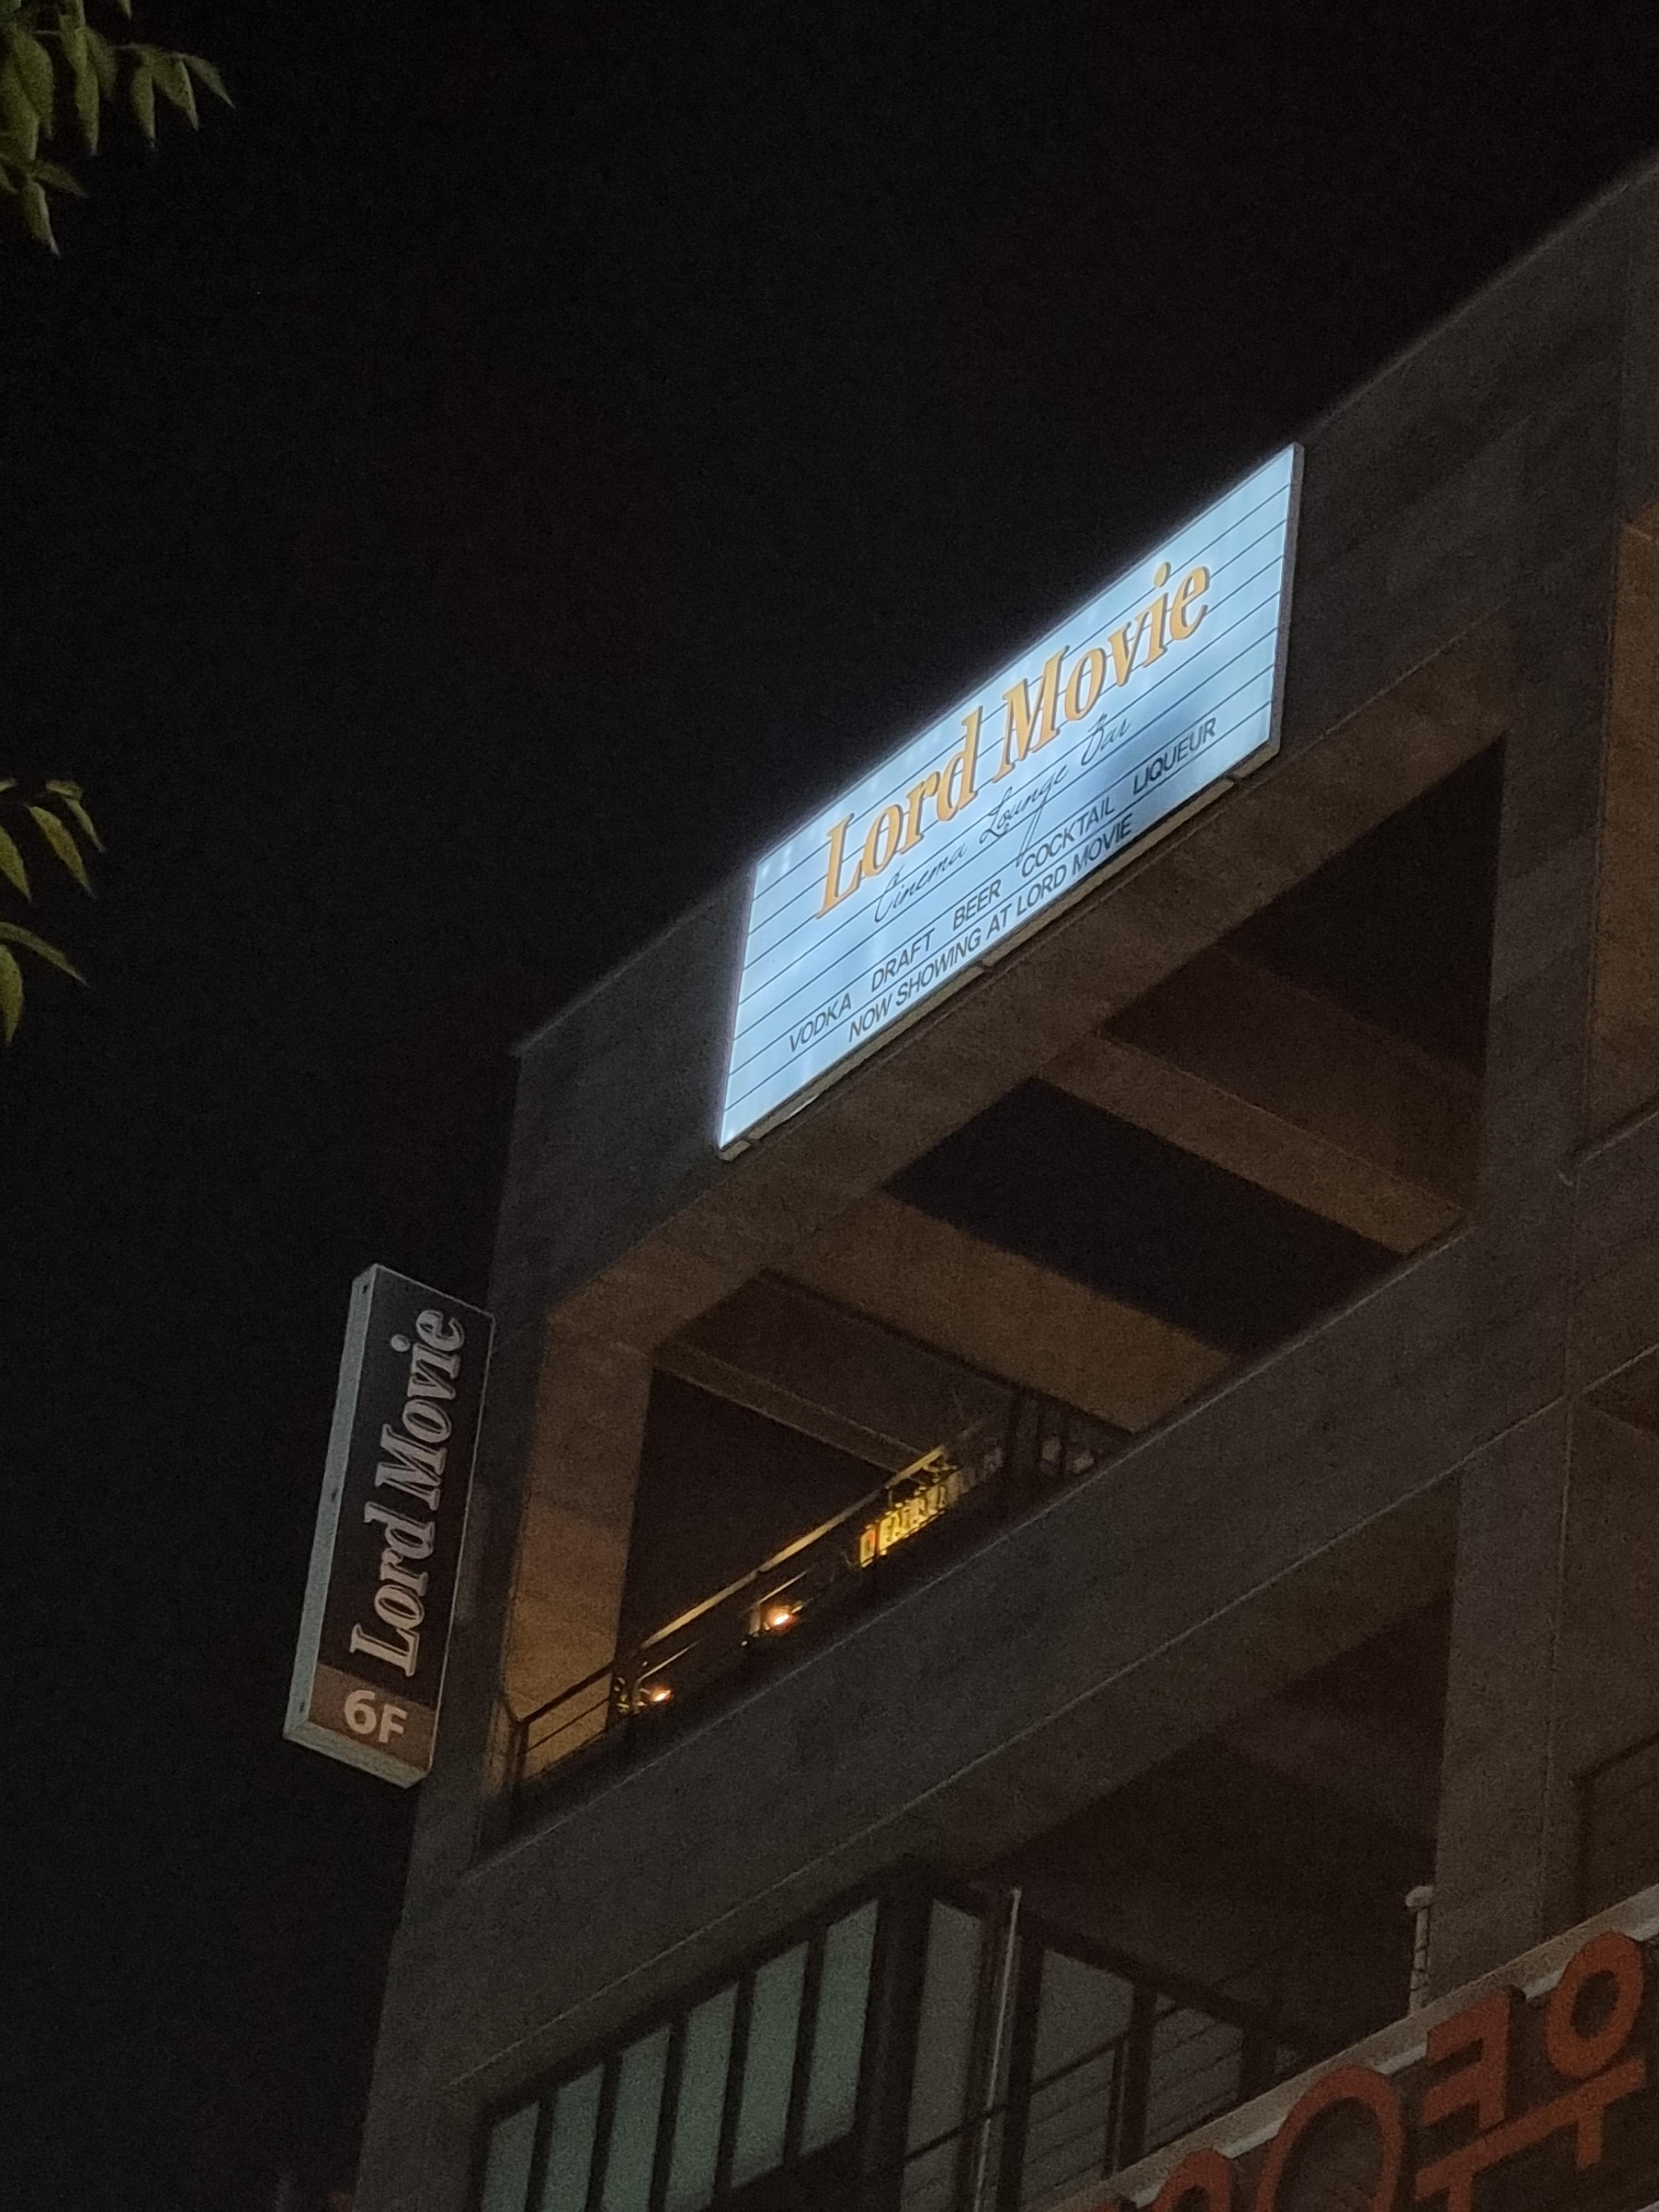 Lord Movie
Cinema Lounge Bar
VODKA DRAFT BEER COCKTAIL LIQUEUR
NOW SHOWING AT LORD MOVIE
Lord Movie
6F